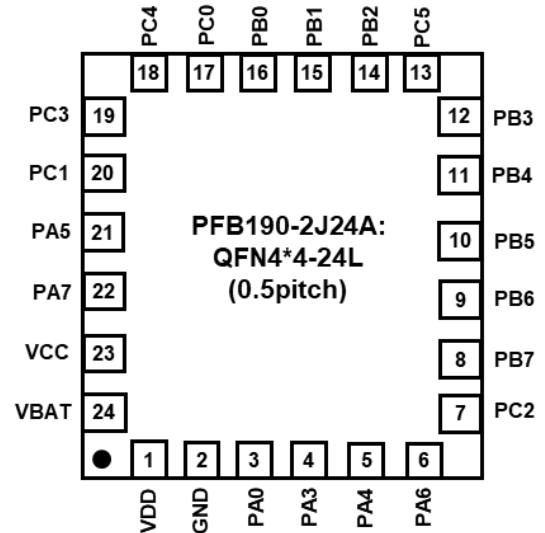 PC4 PC0 PB0 PB1 PB2 PC5
18 17 16 15 14 13
PC3 19 12 PB3
PC1 20 11 PB4
PA5 21 10 PB5
PFB190-2J24A:
QFN4*4-24L
(0.5pitch)
PA7 22 9 PB6
VCC 23 8 PB7
VBAT 24 7 PC2
1 2 3 4 5 6
VDD GND PA0 PA3 PA4 PA6